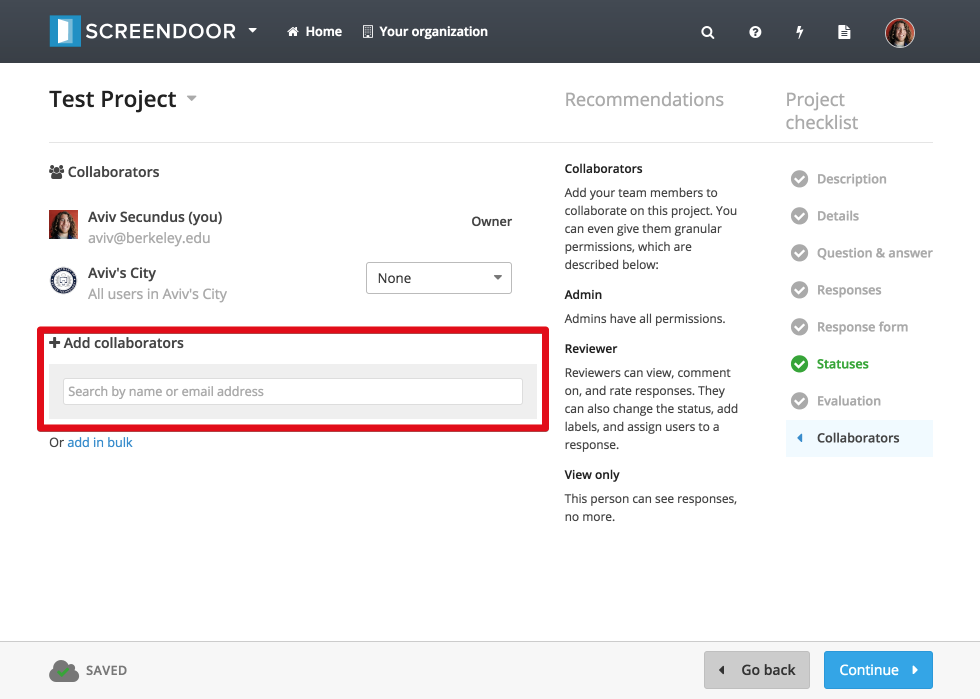 SCREENDOOR
Home
Your organization
Test Project
Recommendations
Project
checklist
Collaborators
Aviv Secundus (you)
aviv@berkeley.edu
Owner
Aviv's City
All users in Aviv's City
None
Add collaborators
Search by name or email address
Or add in bulk
Collaborators
Add your team members to
collaborate on this project. You
can even give them granular
permissions, which are
described below:
Admin
Admins have all permissions.
Reviewer
Reviewers can view, comment
on, and rate responses. They
can also change the status, add
labels, and assign users to a
response.
View only
This person can see responses,
no more.
Description
Details
Question & answer
Responses
Response form
Statuses
Evaluation
Collaborators
SAVED
Go back
Continue